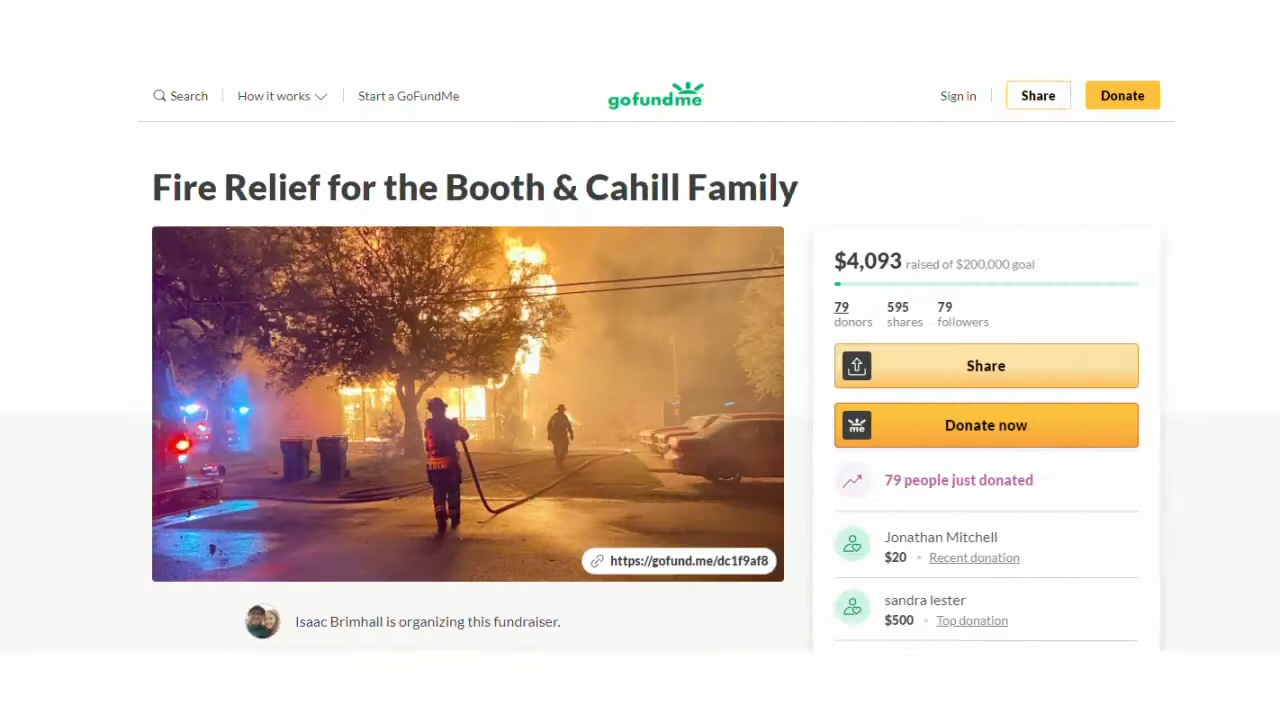 Search
How it works
Start a GoFundMe
gofundme
Sign in
Share
Donate
Fire Relief for the Booth & Cahill Family
$4,093 raised of $200,000 goal
79 595 79
donors shares followers
Share
me Donate now
79 people just donated
Jonathan Mitchell
$20 • Recent donation
sandra lester
$500 • Top donation
https://gofund.me/dc1f9af8
Isaac Brimhall is organizing this fundraiser.